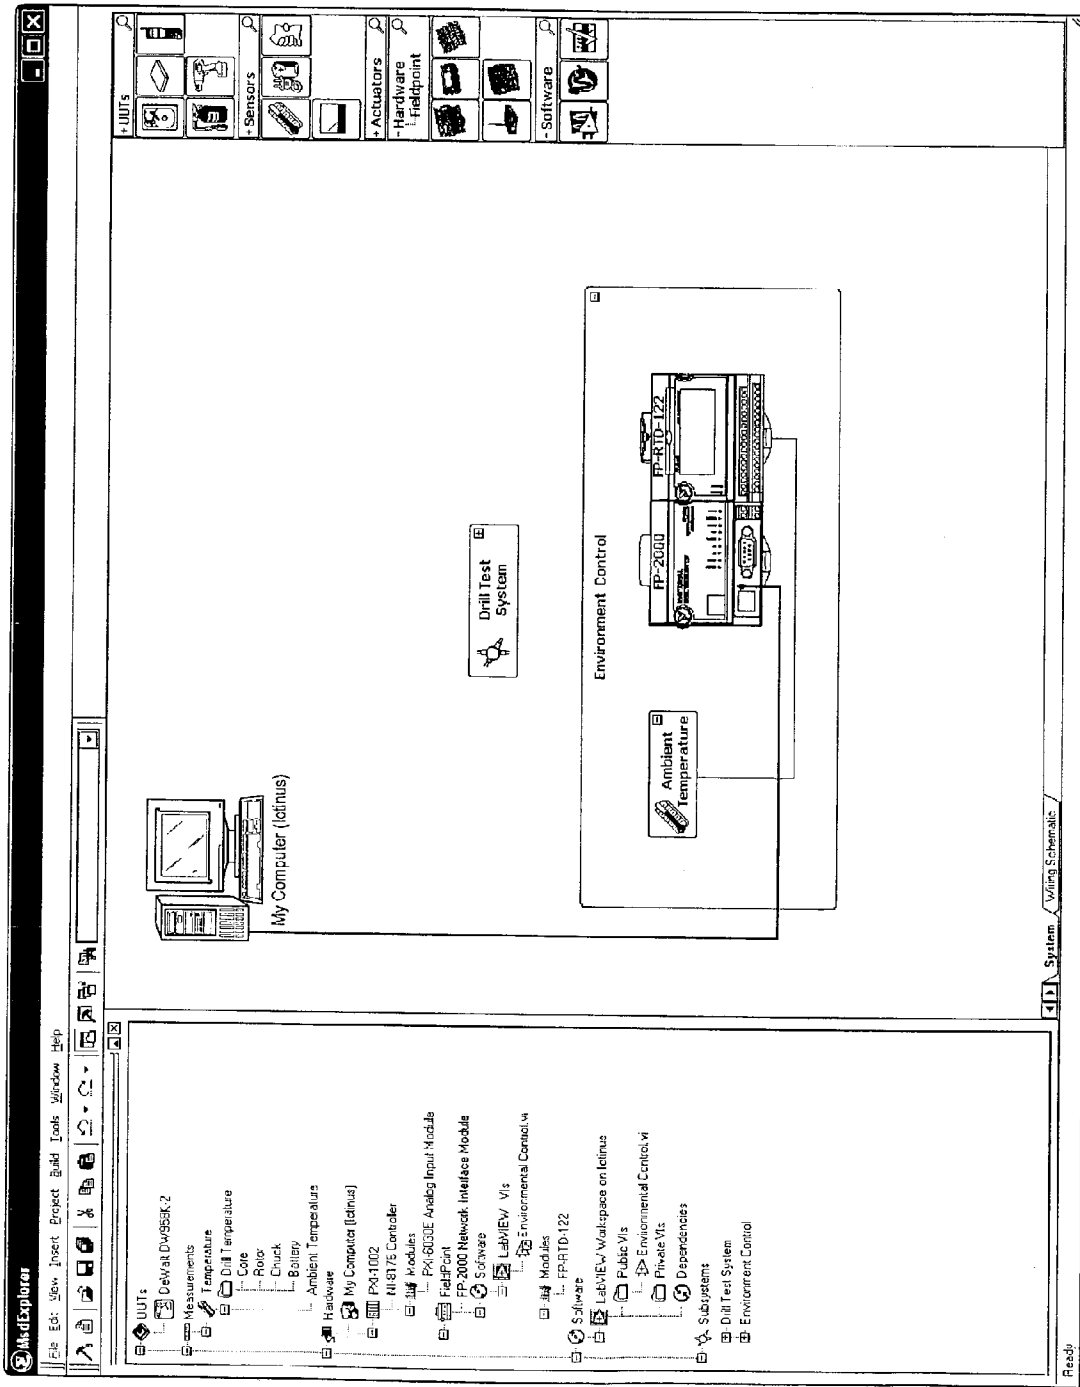 MsdExplorer
File Edit View Insert Project Build Tools Window Help
UUTs
DeWalt DW958K-2
Measurements
Temperature
Drill Temperature
Core
Rotor
Chuck
Battery
Ambient Temperature
Hardware
My Computer (Ictinus)
PXI-1002
NI-8175 Controller
Modules
PXI-6030E Analog Input Module
FieldPoint
FP-2000 Network Interface Module
Software
LabVIEW VIs
Environmental Control.vi
Modules
FP-RTD-122
Software
LabVIEW Workspace on Ictinus
Public VIs
Environmental Control.vi
Private VIs
Dependencies
Subsystems
Drill Test System
Environment Control
My Computer (Ictinus)
Drill Test
System
Environment Control
Ambient
Temperature
FP-2000
FP-RTD-122
System
Wiring Schematic
+ UUTs
+ Sensors
+ Actuators
- Hardware
Fieldpoint
- Software
Ready